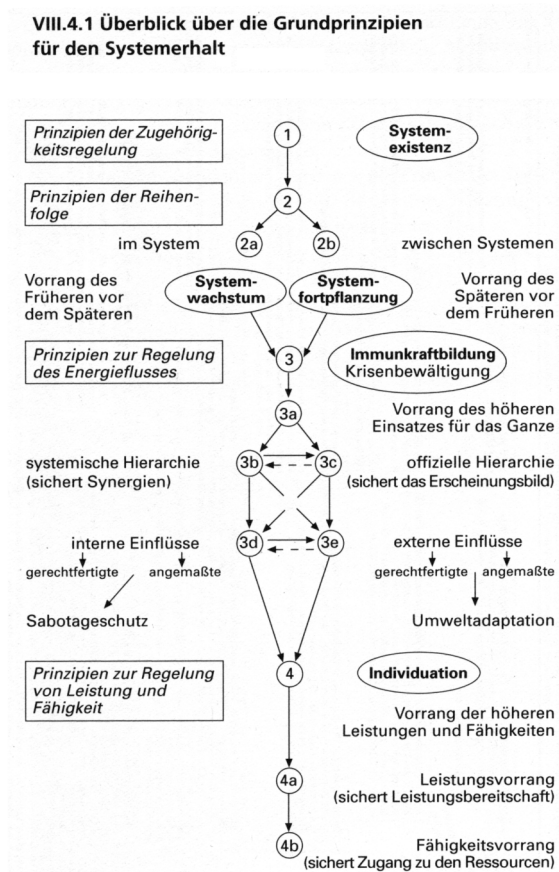 VIII.4.1 Überblick über die Grundprinzipien
für den Systemerhalt
Prinzipien der Zugehörig-
keitsregelung
1
System-
existenz
Prinzipien der Reihen-
folge
2
im System
2a
2b
zwischen Systemen
Vorrang des
Früheren vor
dem Späteren
System-
wachstum
System-
fortpflanzung
Vorrang des
Späteren vor
dem Früheren
Prinzipien zur Regelung
des Energieflusses
3
Immunkraftbildung
Krisenbewältigung
3a
Vorrang des höheren
Einsatzes für das Ganze
systemische Hierarchie
(sichert Synergien)
3b
3c
offizielle Hierarchie
(sichert das Erscheinungsbild)
interne Einflüsse
gerechtfertigte
angemaßte
3d
3e
externe Einflüsse
gerechtfertigte
angemaßte
Sabotageschutz
Umweltadaptation
Prinzipien zur Regelung
von Leistung und
Fähigkeit
4
Individuation
Vorrang der höheren
Leistungen und Fähigkeiten
4a
Leistungsvorrang
(sichert Leistungsbereitschaft)
4b
Fähigkeitsvorrang
(sichert Zugang zu den Ressourcen)